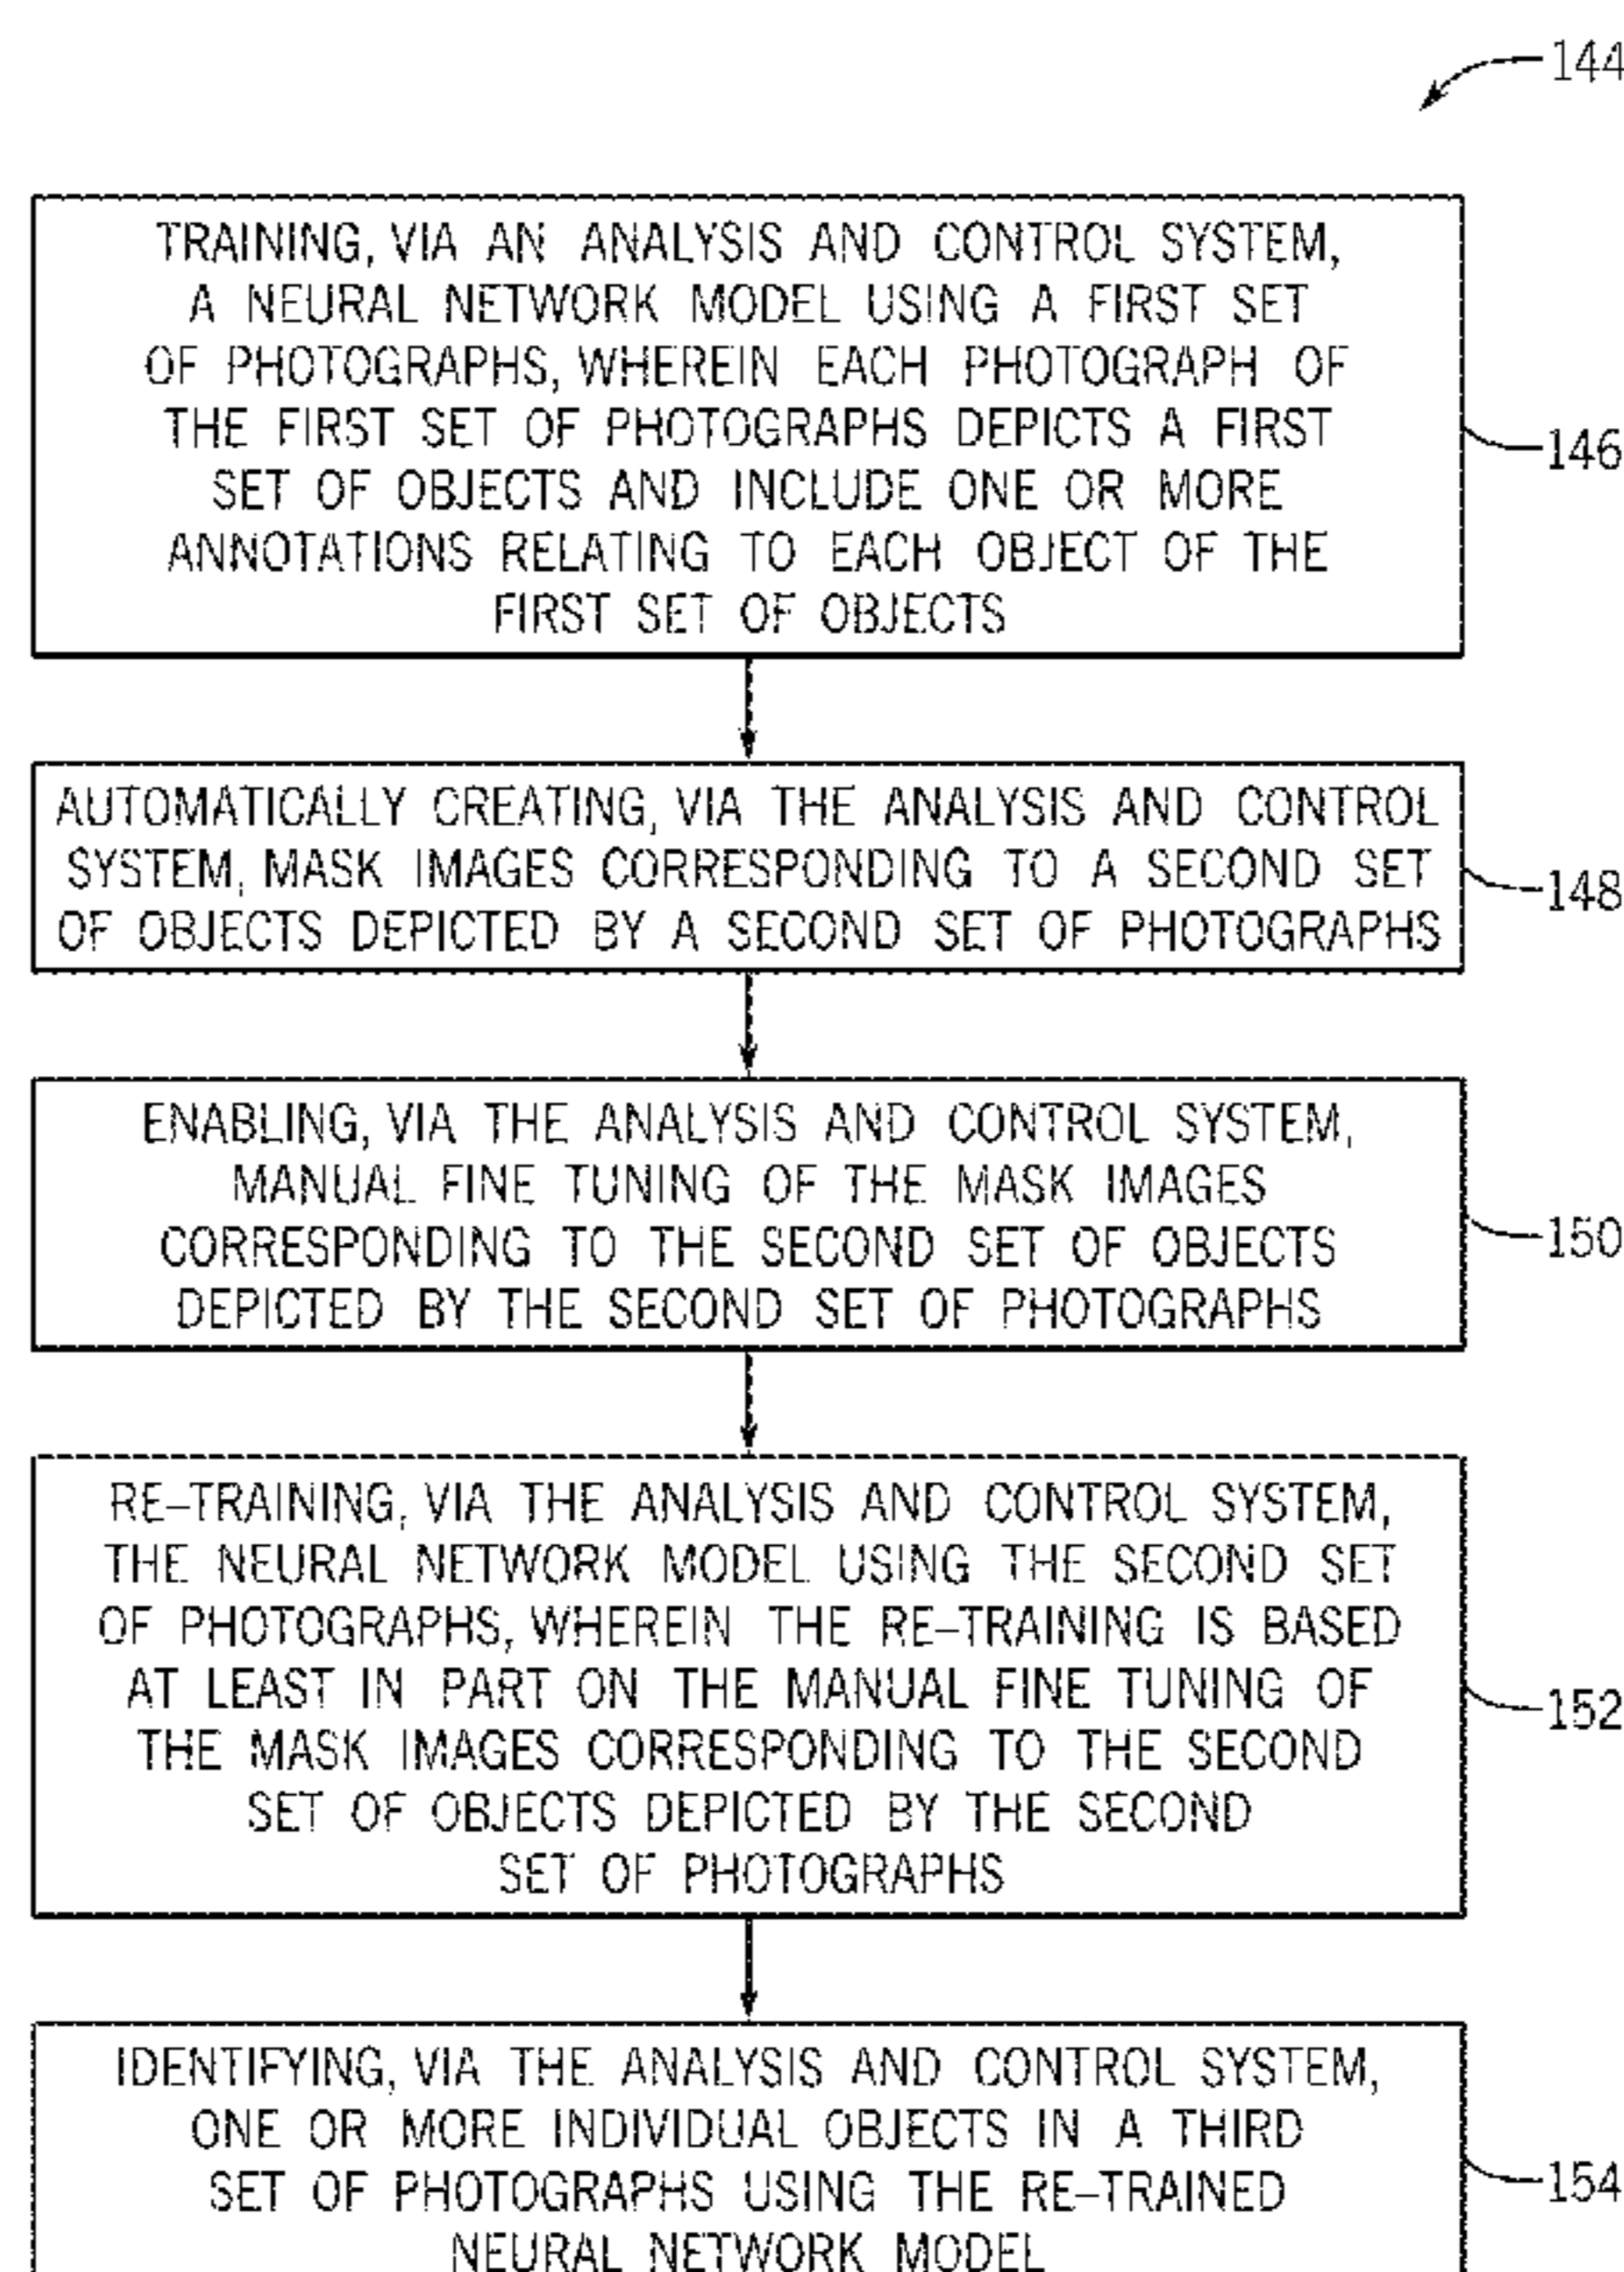 144
TRAINING, VIA AN ANALYSIS AND CONTROL SYSTEM,
A NEURAL NETWORK MODEL USING A FIRST SET
OF PHOTOGRAPHS, WHEREIN EACH PHOTOGRAPH OF
THE FIRST SET OF PHOTOGRAPHS DEPICTS A FIRST
SET OF OBJECTS AND INCLUDE ONE OR MORE
ANNOTATIONS RELATING TO EACH OBJECT OF THE
FIRST SET OF OBJECTS
146
AUTOMATICALLY CREATING, VIA THE ANALYSIS AND CONTROL
SYSTEM, MASK IMAGES CORRESPONDING TO A SECOND SET
OF OBJECTS DEPICTED BY A SECOND SET OF PHOTOGRAPHS
148
ENABLING, VIA THE ANALYSIS AND CONTROL SYSTEM,
MANUAL FINE TUNING OF THE MASK IMAGES
CORRESPONDING TO THE SECOND SET OF OBJECTS
DEPICTED BY THE SECOND SET OF PHOTOGRAPHS
150
RE–TRAINING, VIA THE ANALYSIS AND CONTROL SYSTEM,
THE NEURAL NETWORK MODEL USING THE SECOND SET
OF PHOTOGRAPHS, WHEREIN THE RE–TRAINING IS BASED
AT LEAST IN PART ON THE MANUAL FINE TUNING OF
THE MASK IMAGES CORRESPONDING TO THE SECOND
SET OF OBJECTS DEPICTED BY THE SECOND
SET OF PHOTOGRAPHS
152
IDENTIFYING, VIA THE ANALYSIS AND CONTROL SYSTEM,
ONE OR MORE INDIVIDUAL OBJECTS IN A THIRD
SET OF PHOTOGRAPHS USING THE RE–TRAINED
NEURAL NETWORK MODEL
154